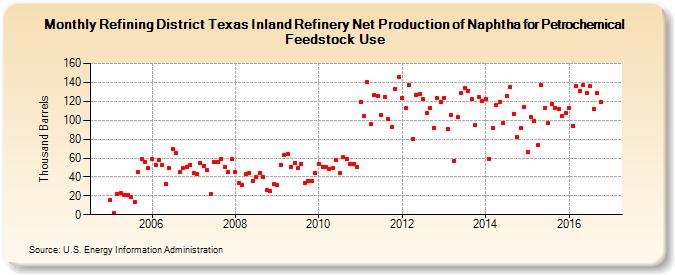 Monthly Refining District Texas Inland Refinery Net Production of Naphtha for Petrochemical
Feedstock Use
Thousand Barrels
160
140
120
100
80
60
40
20
0
2006 2008 2010 2012 2014 2016
Source: U.S. Energy Information Administration